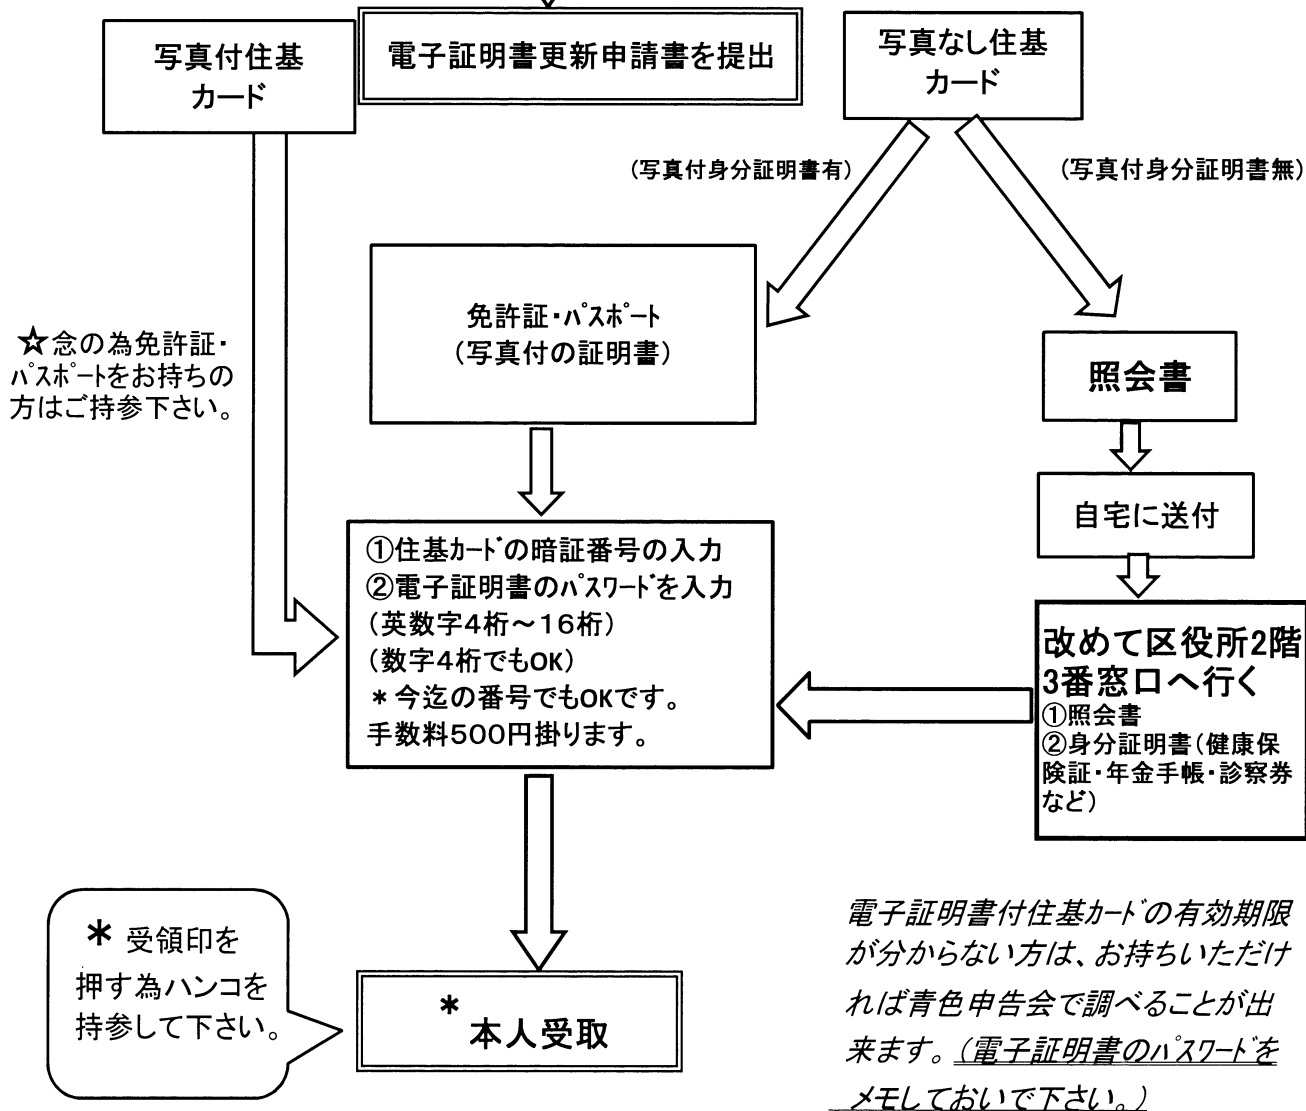 写真付住基
カード
電子証明書更新申請書を提出
写真なし住基
カード
(写真付身分証明書有)
(写真付身分証明書無)
免許証・ﾊﾟｽﾎﾟｰﾄ
(写真付の証明書)
☆念の為免許証・
ﾊﾟｽﾎﾟｰﾄをお持ちの
方はご持参下さい。
照会書
自宅に送付
①住基ｶｰﾄﾞの暗証番号の入力
②電子証明書のﾊﾟｽﾜｰﾄﾞを入力
(英数字4桁～16桁)
(数字4桁でもOK)
＊今迄の番号でもOKです。
手数料500円掛ります。
改めて区役所2階
3番窓口へ行く
①照会書
②身分証明書(健康保
険証・年金手帳・診察券
など)
＊ 受領印を
押す為ハンコを
持参して下さい。
＊
本人受取
電子証明書付住基ｶｰﾄﾞの有効期限
が分からない方は、お持ちいただけ
れば青色申告会で調べることが出
来ます。(電子証明書のﾊﾟｽﾜｰﾄﾞを
メモしておいで下さい。)